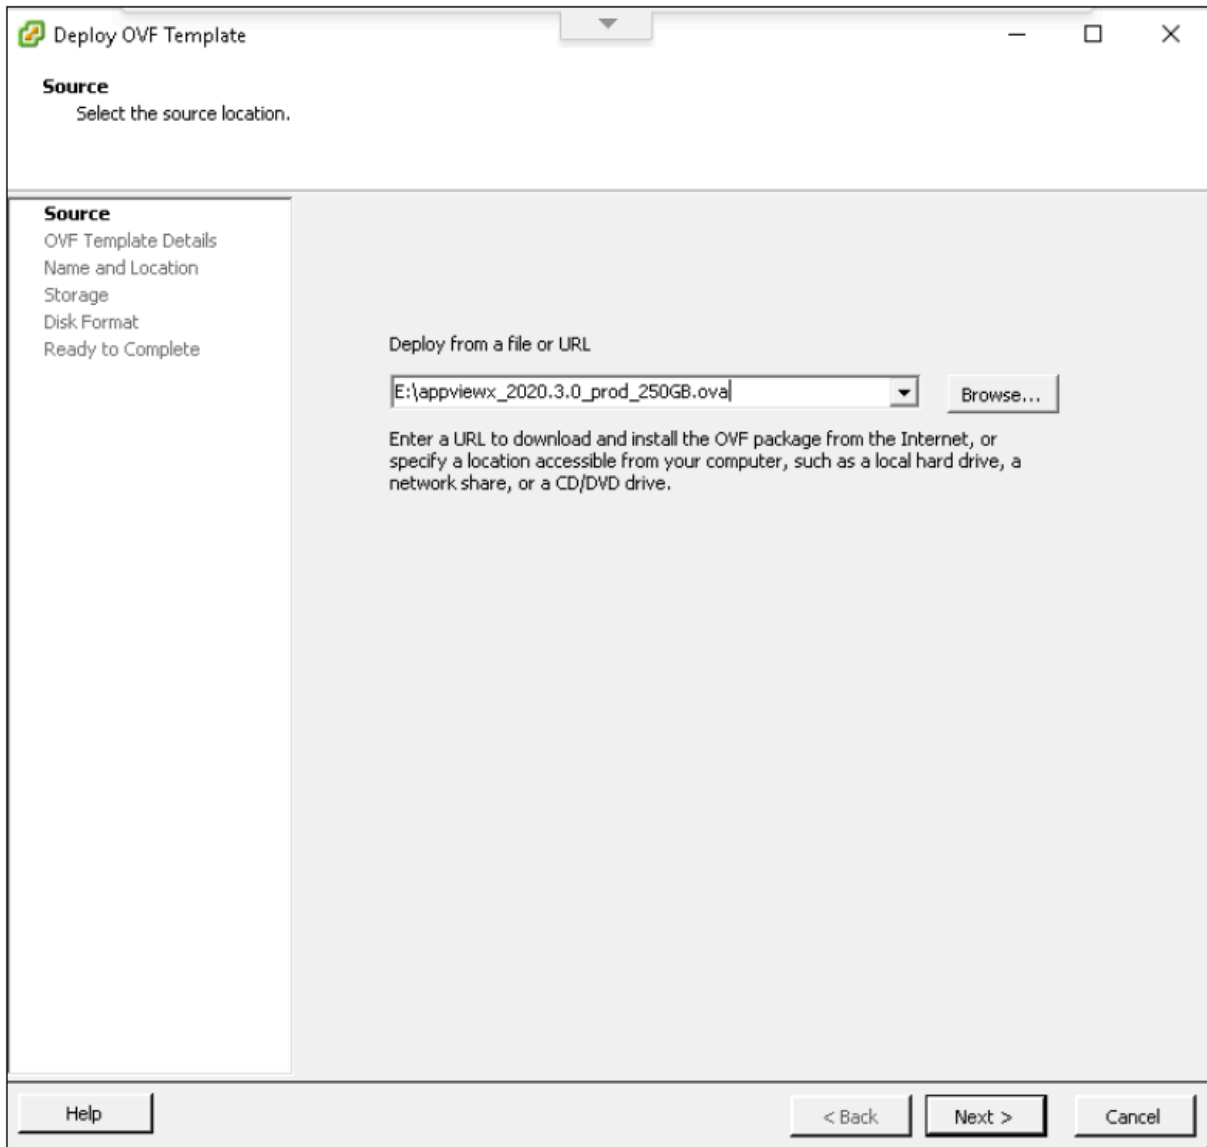 Deploy OVF Template
Source
Select the source location.
Source
OVF Template Details
Name and Location
Storage
Disk Format
Ready to Complete
Deploy from a file or URL
E:\appviewx_2020.3.0_prod_250GB.ova
Browse...
Enter a URL to download and install the OVF package from the Internet, or
specify a location accessible from your computer, such as a local hard drive, a
network share, or a CD/DVD drive.
Help
< Back
Next >
Cancel